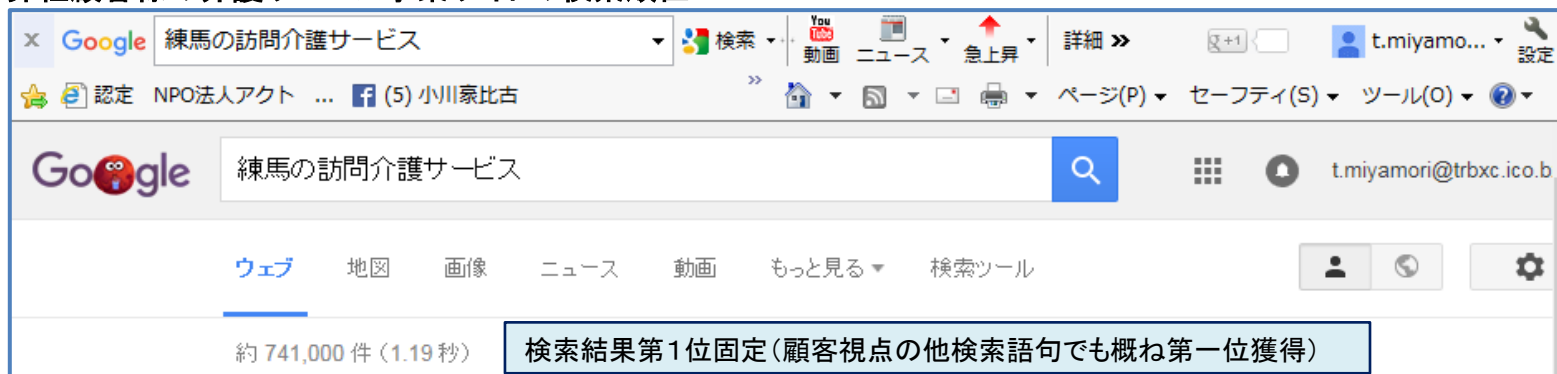 x Google 練馬の訪問介護サービス 検索 You Tube 動画 ニュース 急上昇 詳細 » g+1 t.miyamo... 設定
認定 NPO法人アクト ... f (5) 小川豪比古 » ページ(P) セーフティ(S) ツール(O) ?
Google 練馬の訪問介護サービス t.miyamori@trbxc.ico.b
ウェブ 地図 画像 ニュース 動画 もっと見る 検索ツール
約 741,000 件 (1.19 秒) 検索結果第1位固定(顧客視点の他検索語句でも概ね第一位獲得)